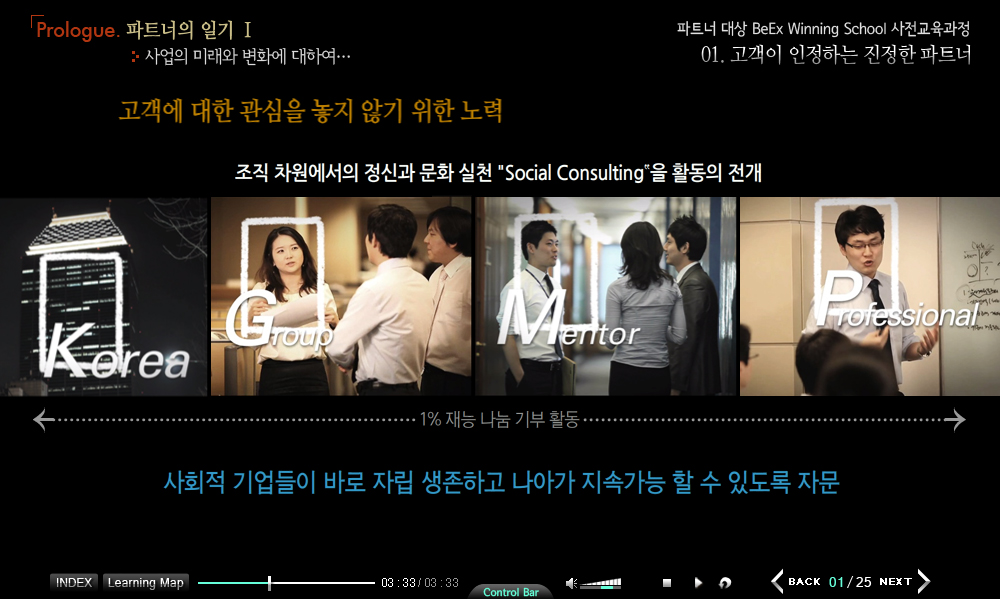 Prologue. 파트너의 일기 I
사업의 미래와 변화에 대하여…
파트너 대상 BeEx Winning School 사전교육과정
01. 고객이 인정하는 진정한 파트너
고객에 대한 관심을 놓지 않기 위한 노력
조직 차원에서의 정신과 문화 실천 "Social Consulting"을 활동의 전개
Korea
Group
Mentor
Professional
1% 재능 나눔 기부 활동
사회적 기업들이 바로 자립 생존하고 나아가 지속가능 할 수 있도록 자문
INDEX Learning Map 03 : 33 / 03 : 33 BACK 01 / 25 NEXT
Control Bar